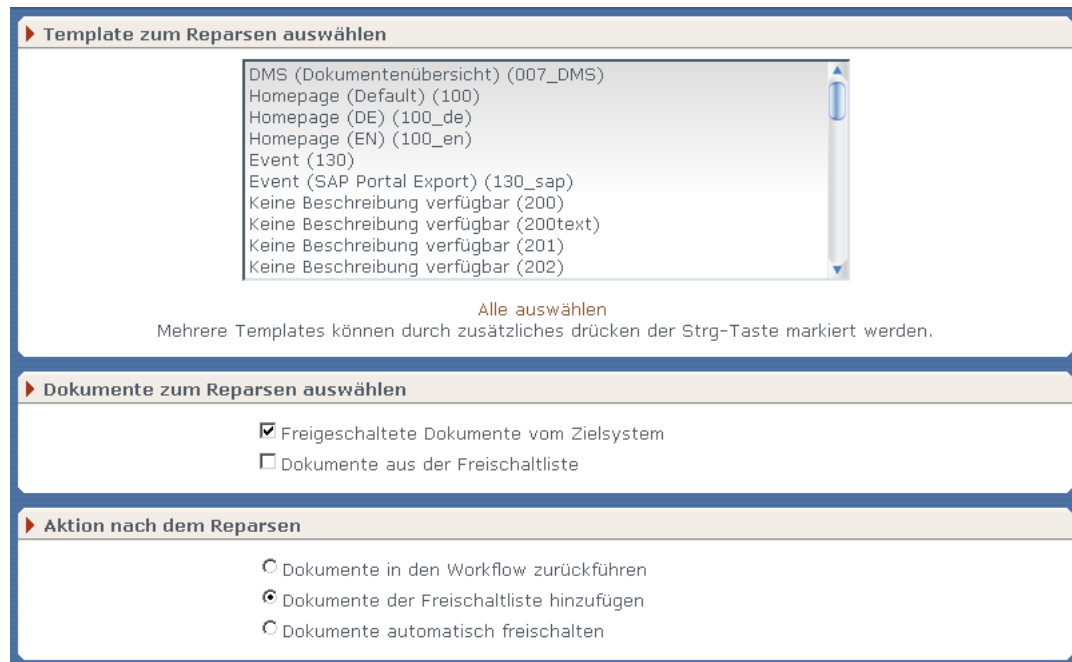 Template zum Reparsen auswählen
DMS (Dokumentenübersicht) (007_DMS)
Homepage (Default) (100)
Homepage (DE) (100_de)
Homepage (EN) (100_en)
Event (130)
Event (SAP Portal Export) (130_sap)
Keine Beschreibung verfügbar (200)
Keine Beschreibung verfügbar (200text)
Keine Beschreibung verfügbar (201)
Keine Beschreibung verfügbar (202)
Alle auswählen
Mehrere Templates können durch zusätzliches drücken der Strg-Taste markiert werden.
Dokumente zum Reparsen auswählen
Freigeschaltete Dokumente vom Zielsystem
Dokumente aus der Freischaltliste
Aktion nach dem Reparsen
Dokumente in den Workflow zurückführen
Dokumente der Freischaltliste hinzufügen
Dokumente automatisch freischalten